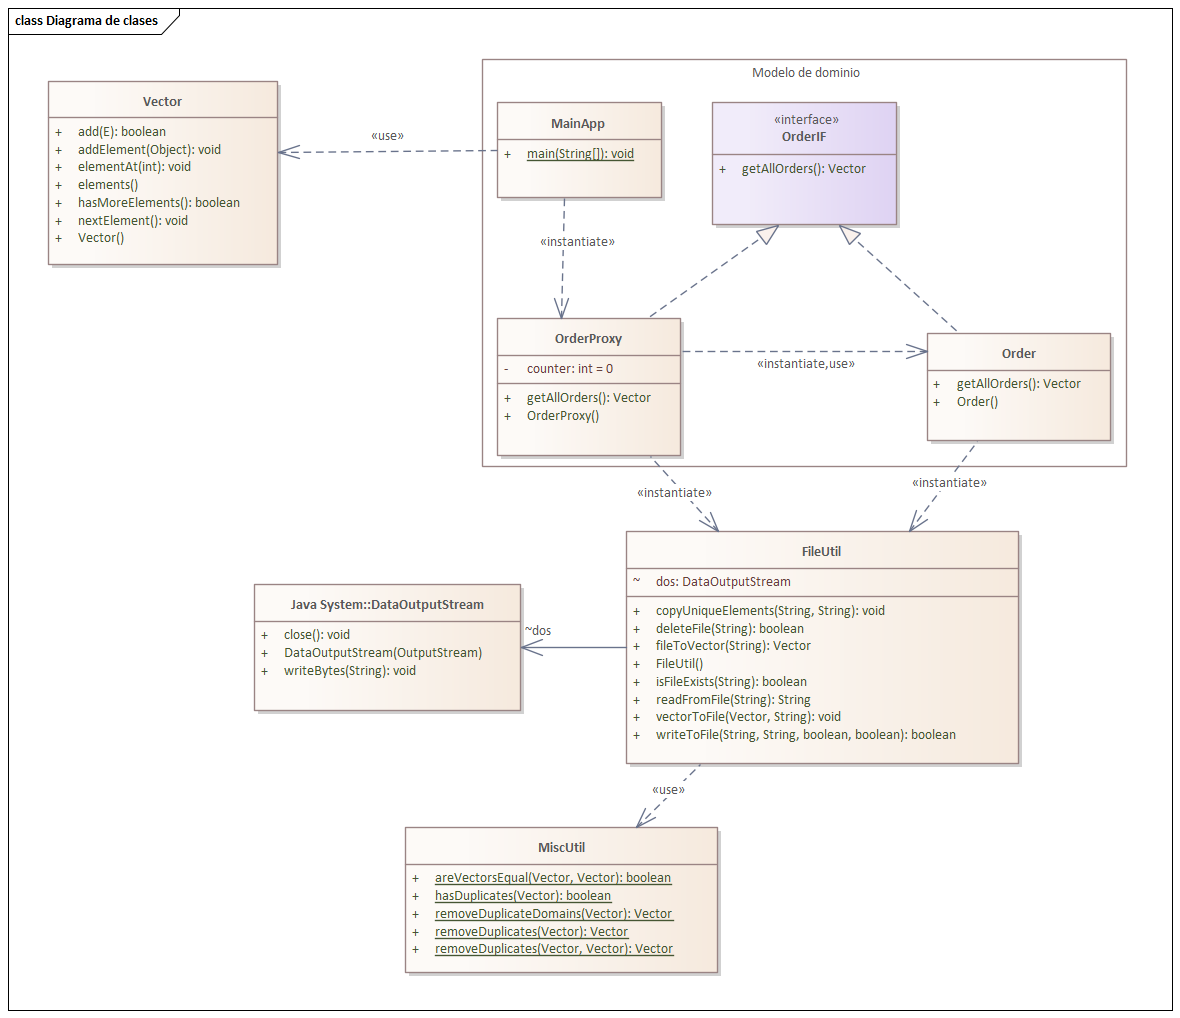 class Diagrama de clases
Modelo de dominio
Vector
+ add(E): boolean
+ addElement(Object): void
+ elementAt(int): void
+ elements()
+ hasMoreElements(): boolean
+ nextElement(): void
+ Vector()
«use»
MainApp
+ main(String[]): void
«interface»
OrderIF
+ getAllOrders(): Vector
«instantiate»
OrderProxy
- counter: int = 0
+ getAllOrders(): Vector
+ OrderProxy()
«instantiate,use»
Order
+ getAllOrders(): Vector
+ Order()
«instantiate»
«instantiate»
FileUtil
~ dos: DataOutputStream
+ copyUniqueElements(String, String): void
+ deleteFile(String): boolean
+ fileToVector(String): Vector
+ FileUtil()
+ isFileExists(String): boolean
+ readFromFile(String): String
+ vectorToFile(Vector, String): void
+ writeToFile(String, String, boolean, boolean): boolean
Java System::DataOutputStream
+ close(): void
+ DataOutputStream(OutputStream)
+ writeBytes(String): void
~dos
«use»
MiscUtil
+ areVectorsEqual(Vector, Vector): boolean
+ hasDuplicates(Vector): boolean
+ removeDuplicateDomains(Vector): Vector
+ removeDuplicates(Vector): Vector
+ removeDuplicates(Vector, Vector): Vector